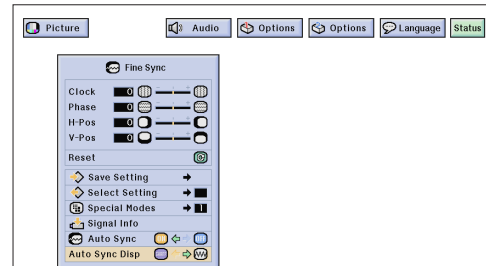 Picture Audio Options Options Language Status
Fine Sync
Clock 0
Phase 0
H-Pos 0
V-Pos 0
Reset
Save Setting
Select Setting
Special Modes 1
Signal Info
Auto Sync
Auto Sync Disp